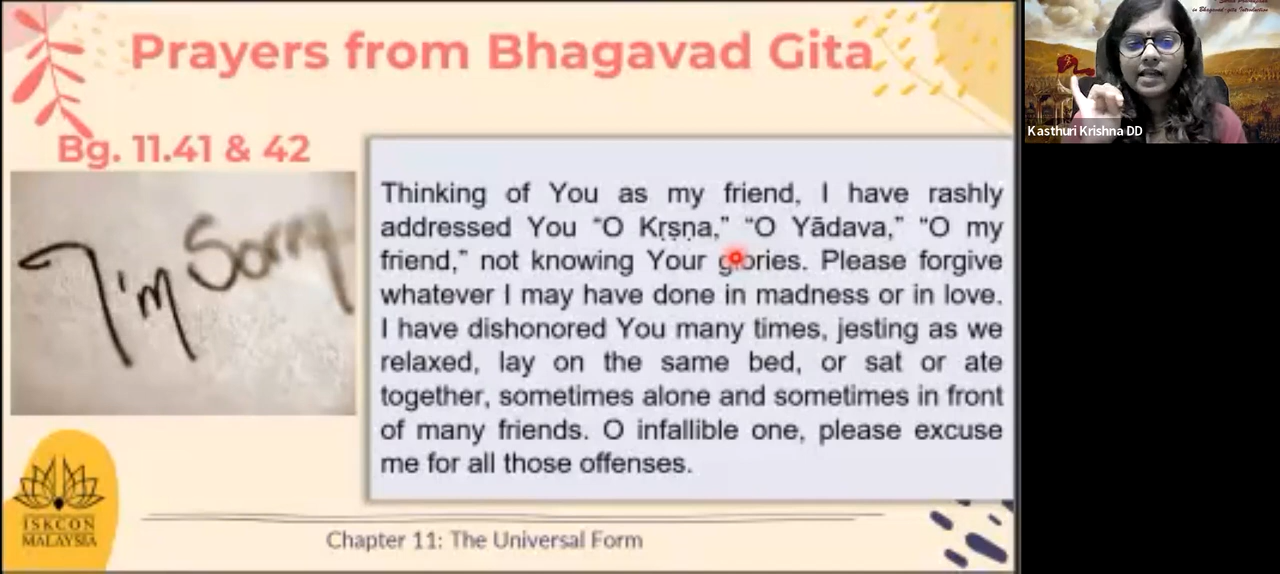 Prayers from Bhagavad Gita
Bg. 11.41 & 42
I'm Sorry
Thinking of You as my friend, I have rashly
addressed You “O Kṛṣṇa,” “O Yādava,” “O my
friend,” not knowing Your glories. Please forgive
whatever I may have done in madness or in love.
I have dishonored You many times, jesting as we
relaxed, lay on the same bed, or sat or ate
together, sometimes alone and sometimes in front
of many friends. O infallible one, please excuse
me for all those offenses.
ISKCON
MALAYSIA
Chapter 11: The Universal Form
in Bhagavad-gita Introduction
Kasthuri Krishna DD